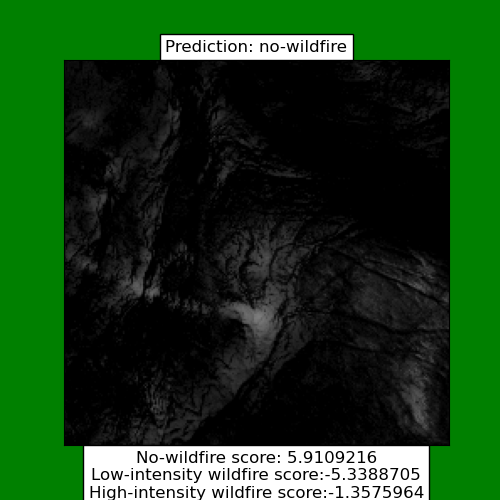 Prediction: no-wildfire
No-wildfire score: 5.9109216
Low-intensity wildfire score:-5.3388705
High-intensity wildfire score:-1.3575964